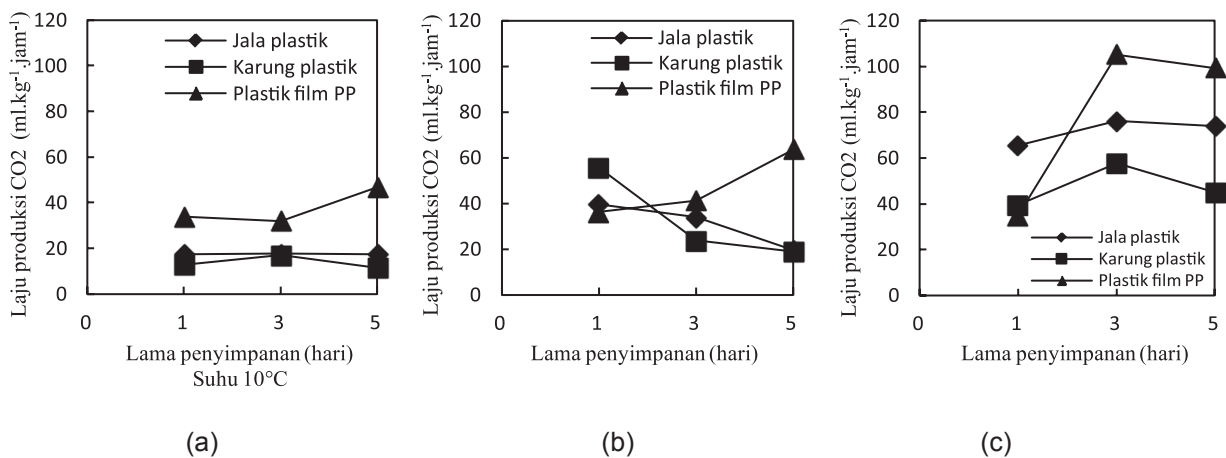 Laju produksi CO2 (ml.kg⁻¹.jam⁻¹)
120
100
80
60
40
20
0
Jala plastik
Karung plastik
Plastik film PP
0 1 3 5
Lama penyimpanan (hari)
Suhu 10°C
(a)
Laju produksi CO2 (ml.kg⁻¹.jam⁻¹)
120
100
80
60
40
20
0
Jala plastik
Karung plastik
Plastik film PP
0 1 3 5
Lama penyimpanan (hari)
(b)
Laju produksi CO2 (ml.kg⁻¹.jam⁻¹)
120
100
80
60
40
20
0
Jala plastik
Karung plastik
Plastik film PP
0 1 3 5
Lama penyimpanan (hari)
(c)